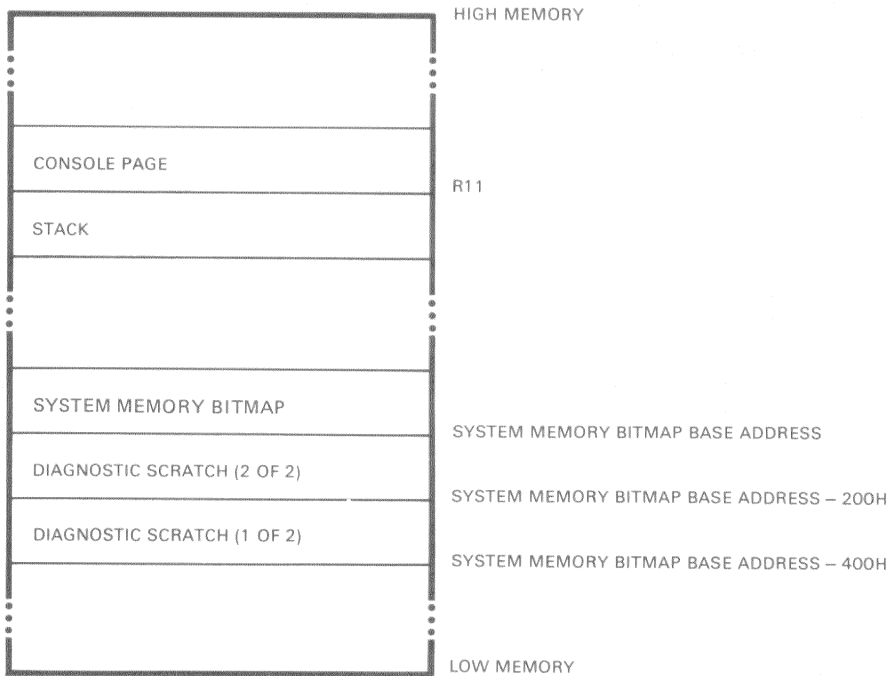 HIGH MEMORY
CONSOLE PAGE
R11
STACK
SYSTEM MEMORY BITMAP
SYSTEM MEMORY BITMAP BASE ADDRESS
DIAGNOSTIC SCRATCH (2 OF 2)
SYSTEM MEMORY BITMAP BASE ADDRESS – 200H
DIAGNOSTIC SCRATCH (1 OF 2)
SYSTEM MEMORY BITMAP BASE ADDRESS – 400H
LOW MEMORY